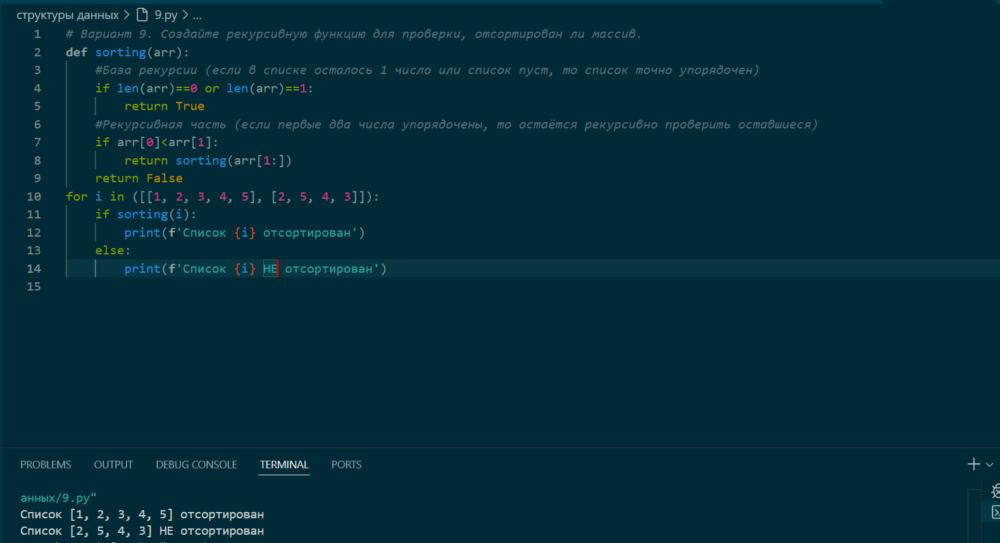 структуры данных > 9.py > ...
1 # Вариант 9. Создайте рекурсивную функцию для проверки, отсортирован ли массив.
2 def sorting(arr):
3     #База рекурсии (если в списке осталось 1 число или список пуст, то список точно упорядочен)
4     if len(arr)==0 or len(arr)==1:
5         return True
6     #Рекурсивная часть (если первые два числа упорядочены, то остаётся рекурсивно проверить оставшиеся)
7     if arr[0]<arr[1]:
8         return sorting(arr[1:])
9     return False
10 for i in ([[1, 2, 3, 4, 5], [2, 5, 4, 3]]):
11     if sorting(i):
12         print(f'Список {i} отсортирован')
13     else:
14         print(f'Список {i} НЕ отсортирован')
15
PROBLEMS OUTPUT DEBUG CONSOLE TERMINAL PORTS
анных/9.py"
Список [1, 2, 3, 4, 5] отсортирован
Список [2, 5, 4, 3] НЕ отсортирован